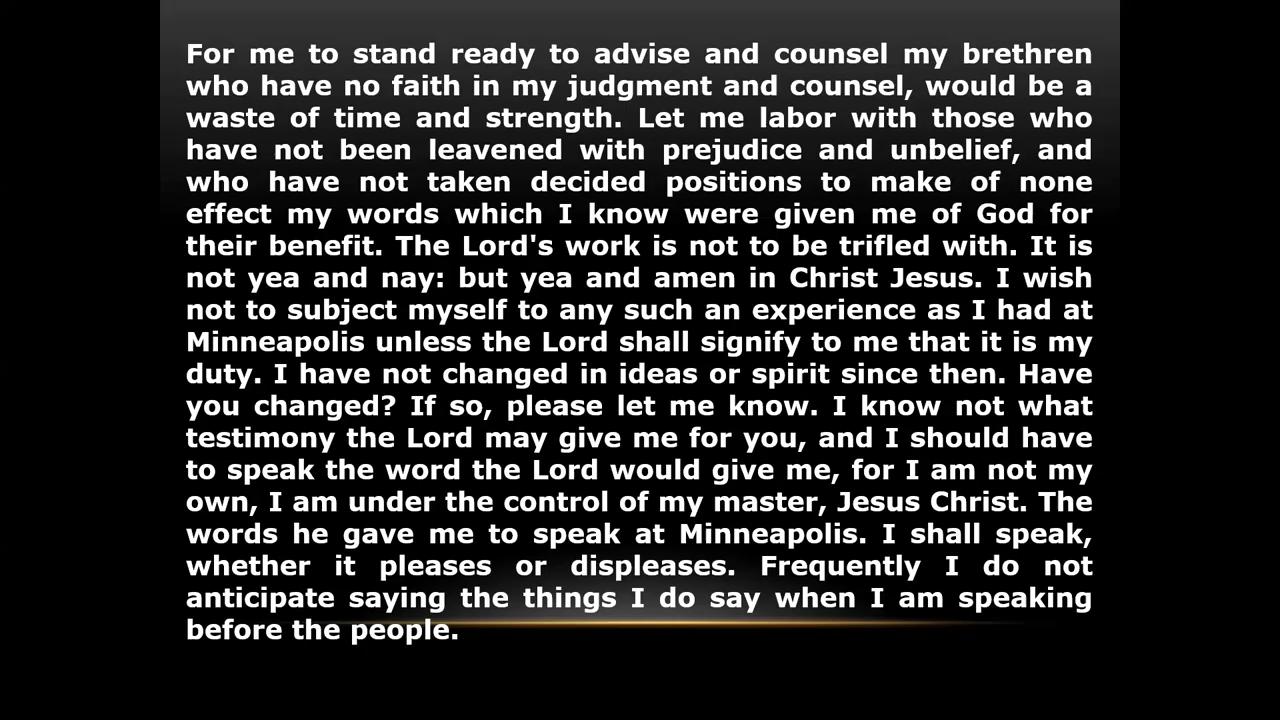 For me to stand ready to advise and counsel my brethren
who have no faith in my judgment and counsel, would be a
waste of time and strength. Let me labor with those who
have not been leavened with prejudice and unbelief, and
who have not taken decided positions to make of none
effect my words which I know were given me of God for
their benefit. The Lord's work is not to be trifled with. It is
not yea and nay: but yea and amen in Christ Jesus. I wish
not to subject myself to any such an experience as I had at
Minneapolis unless the Lord shall signify to me that it is my
duty. I have not changed in ideas or spirit since then. Have
you changed? If so, please let me know. I know not what
testimony the Lord may give me for you, and I should have
to speak the word the Lord would give me, for I am not my
own, I am under the control of my master, Jesus Christ. The
words he gave me to speak at Minneapolis. I shall speak,
whether it pleases or displeases. Frequently I do not
anticipate saying the things I do say when I am speaking
before the people.